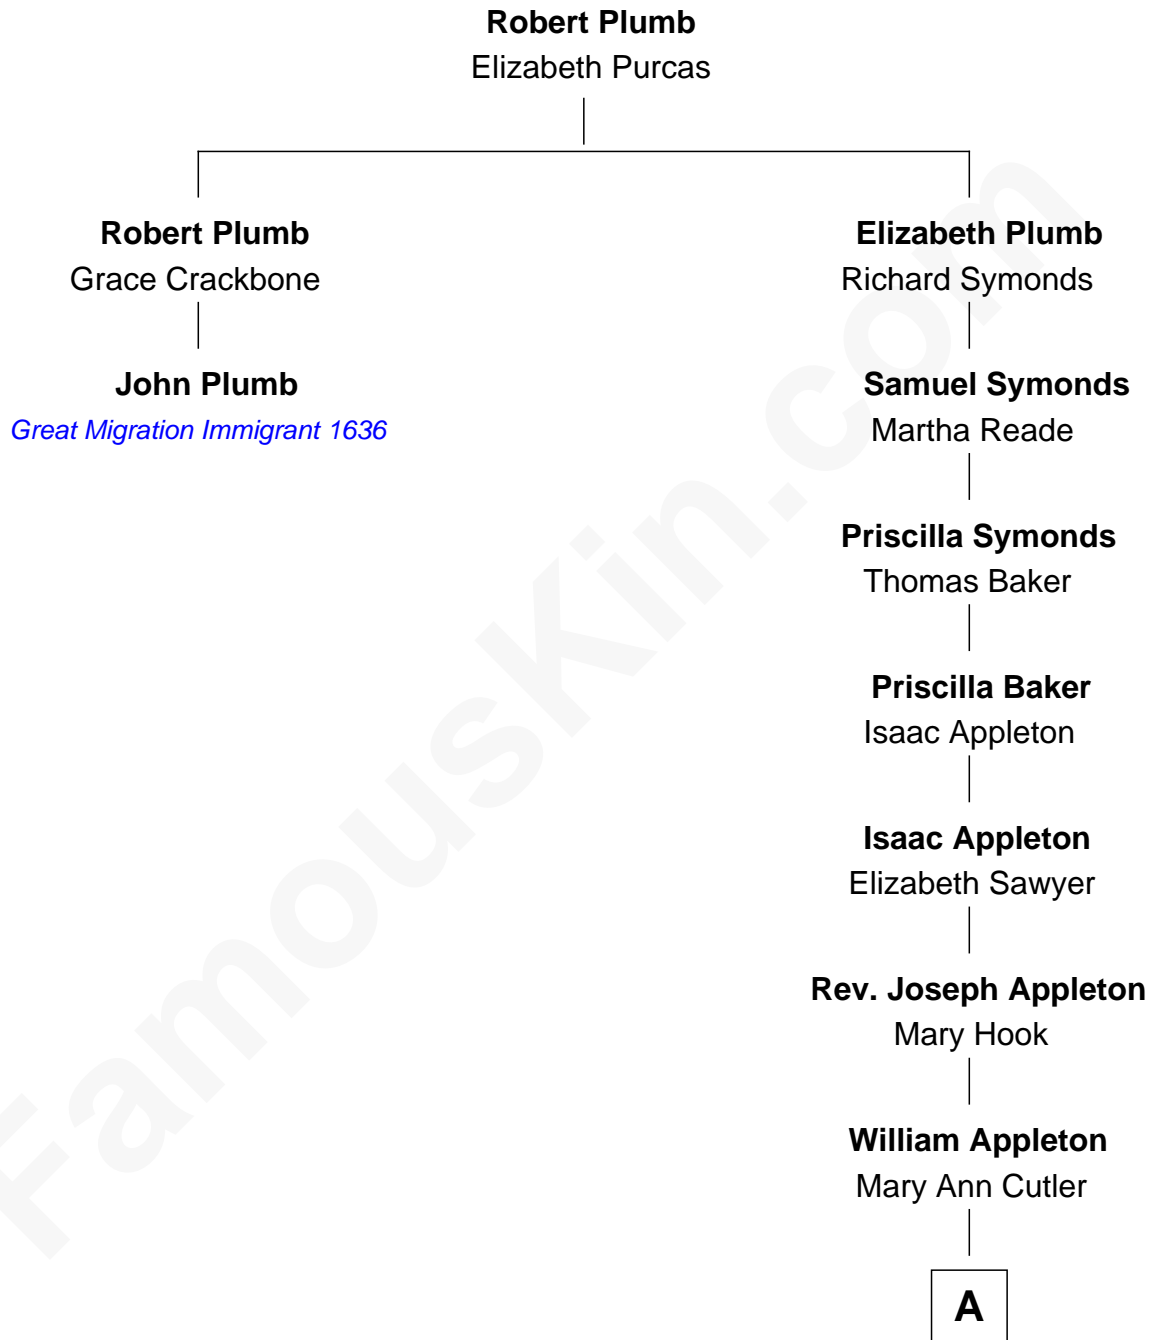 Robert Plumb
Elizabeth Purcas
Robert Plumb
Grace Crackbone
John Plumb
Great Migration Immigrant 1636
Elizabeth Plumb
Richard Symonds
Samuel Symonds
Martha Reade
Priscilla Symonds
Thomas Baker
Priscilla Baker
Isaac Appleton
Isaac Appleton
Elizabeth Sawyer
Rev. Joseph Appleton
Mary Hook
William Appleton
Mary Ann Cutler
A
FamousKin.com